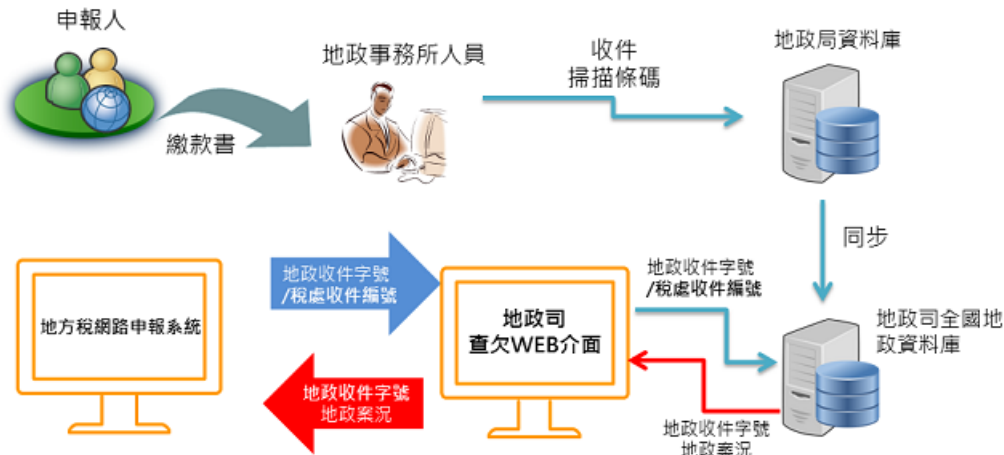 申報人
繳款書
地政事務所人員
收件
掃描條碼
地政局資料庫
同步
地方稅網路申報系統
地政收件字號
/稅處收件編號
地政收件字號
地政案況
地政司
查欠WEB介面
地政收件字號
/稅處收件編號
地政收件字號
地政案況
地政司全國地
政資料庫